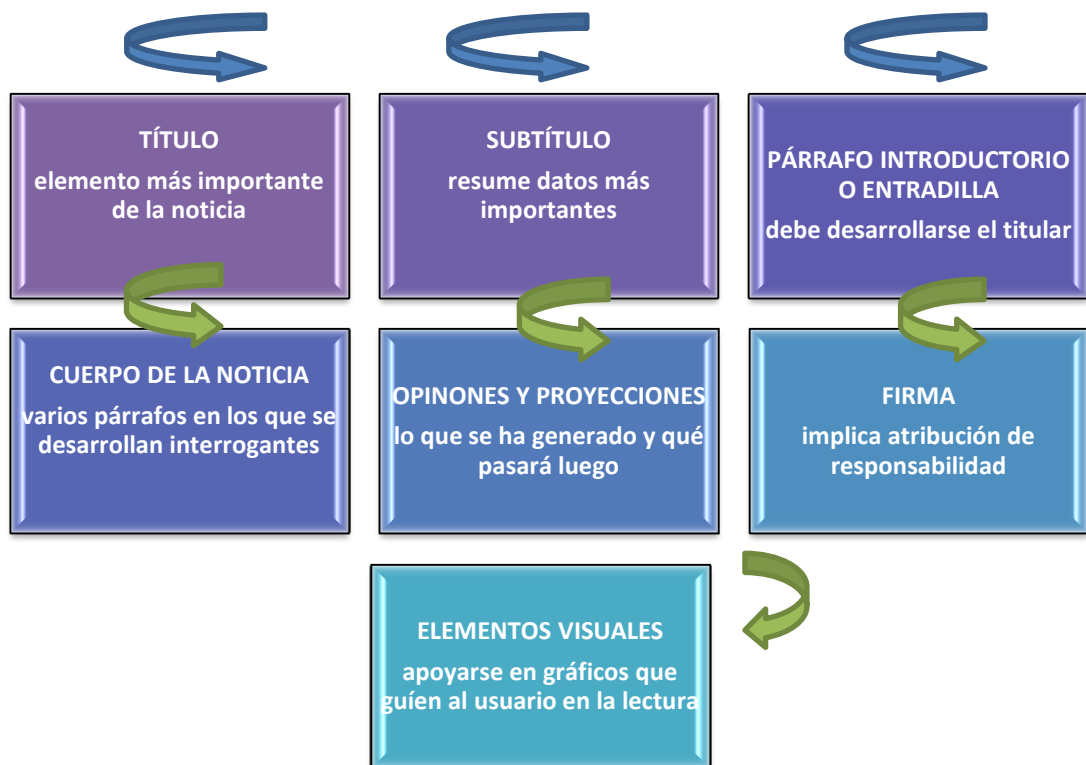 TÍTULO
elemento más importante
de la noticia
SUBTÍTULO
resume datos más
importantes
PÁRRAFO INTRODUCTORIO
O ENTRADILLA
debe desarrollarse el titular
CUERPO DE LA NOTICIA
varios párrafos en los que se
desarrollan interrogantes
OPINONES Y PROYECCIONES
lo que se ha generado y qué
pasará luego
FIRMA
implica atribución de
responsabilidad
ELEMENTOS VISUALES
apoyarse en gráficos que
guíen al usuario en la lectura